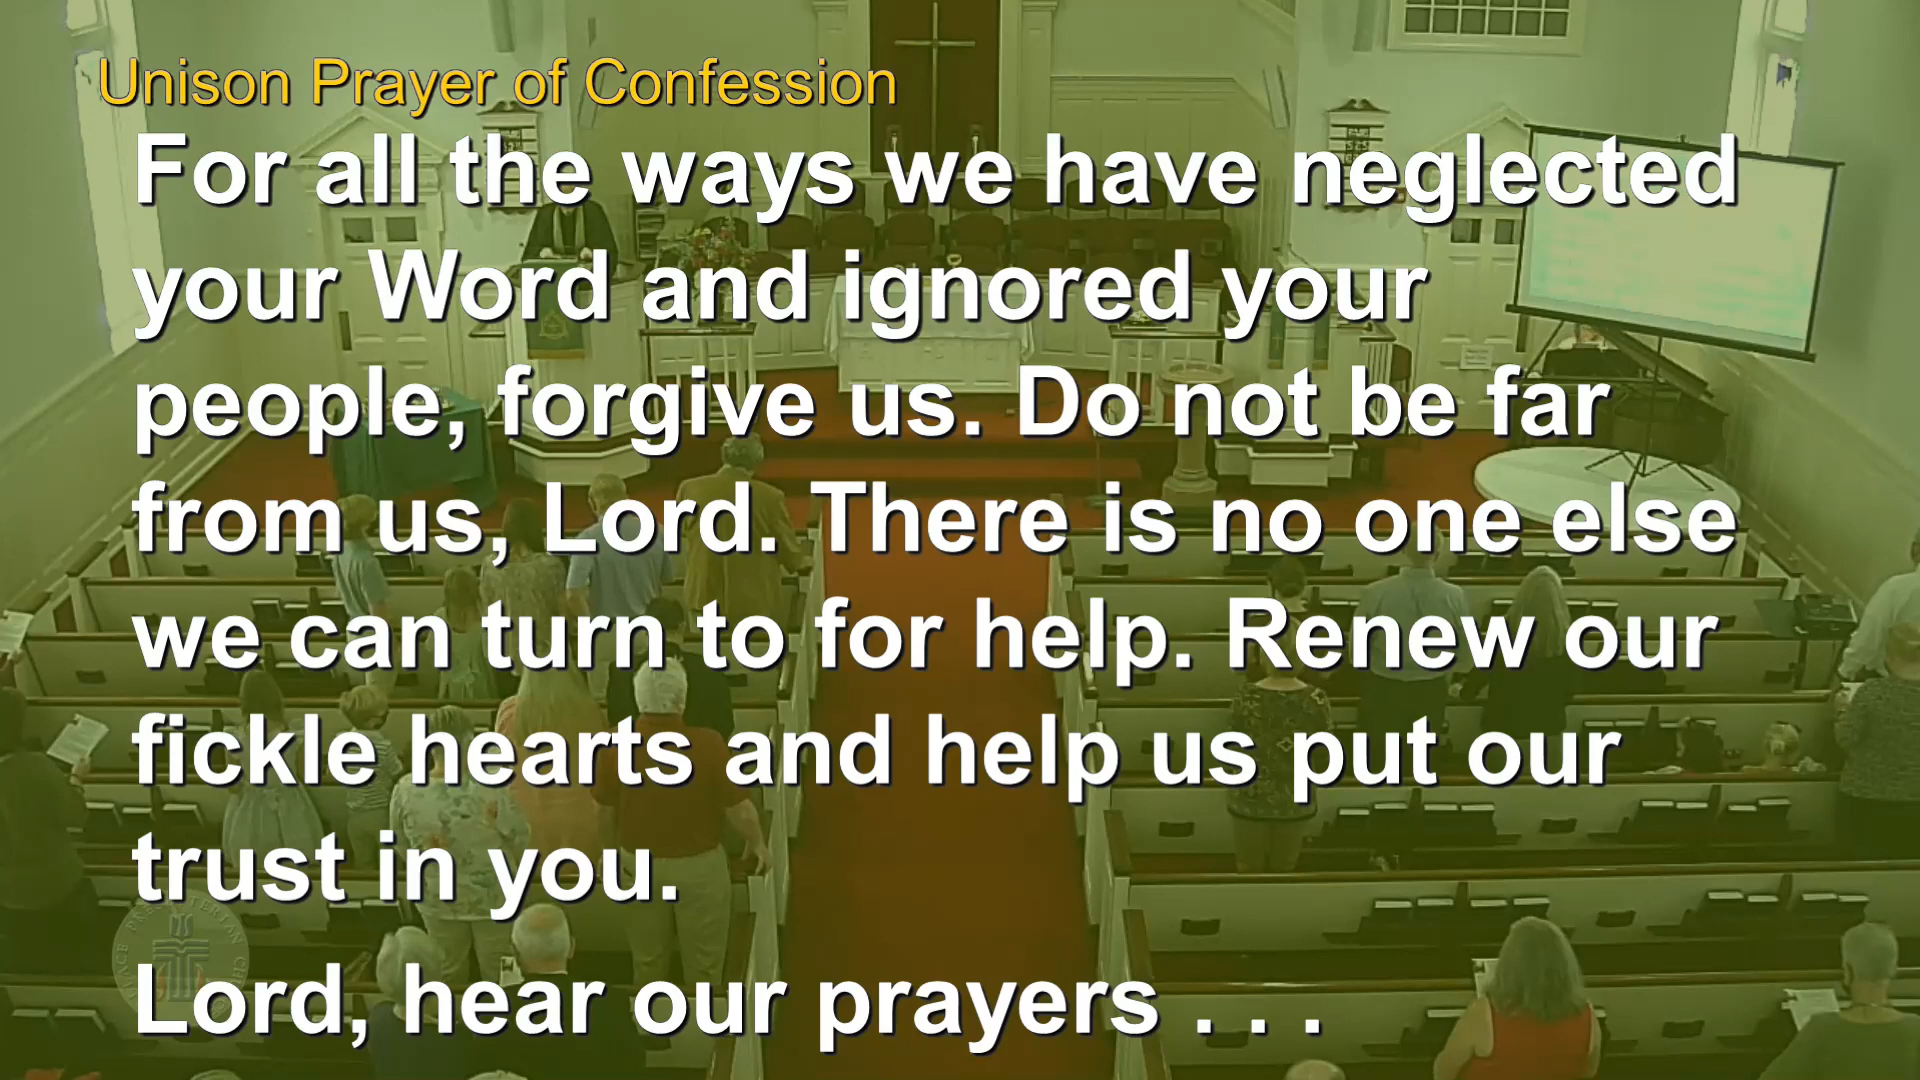 Unison Prayer of Confession
For all the ways we have neglected
your Word and ignored your
people, forgive us. Do not be far
from us, Lord. There is no one else
we can turn to for help. Renew our
fickle hearts and help us put our
trust in you.
Lord, hear our prayers . . .
PRESBYTERIAN